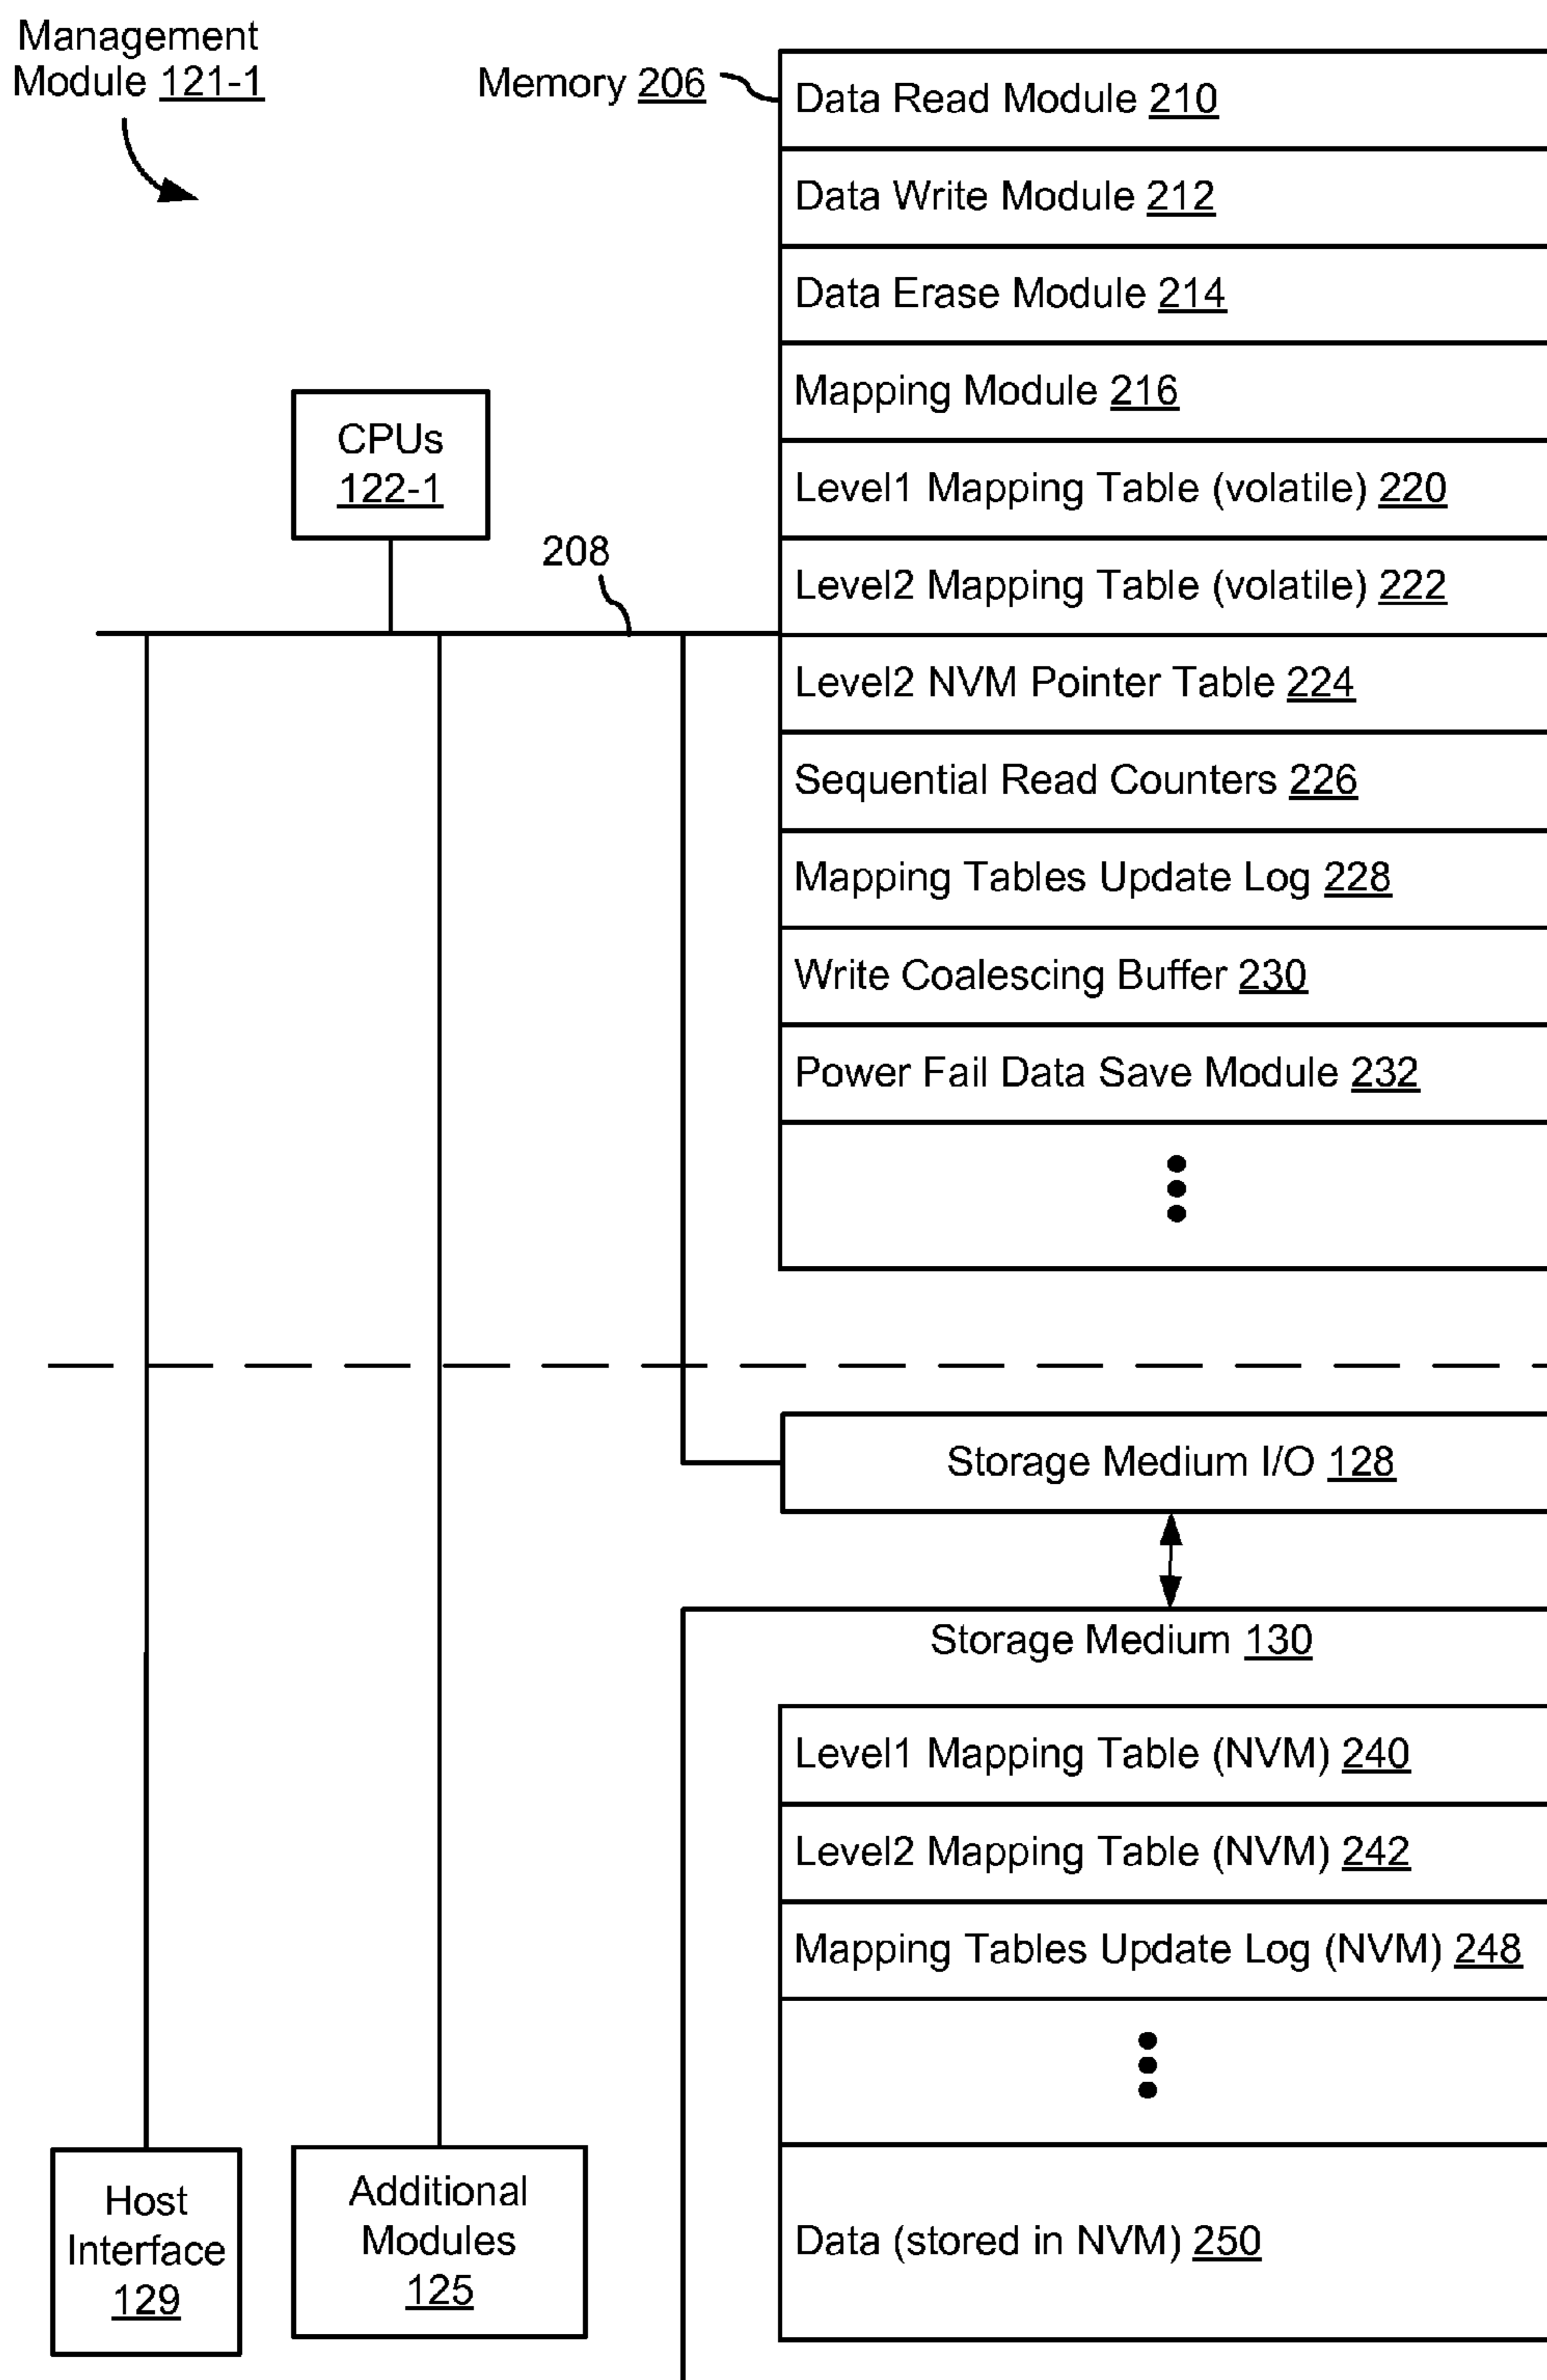 Management
Module 121-1
Memory 206
Data Read Module 210
Data Write Module 212
Data Erase Module 214
Mapping Module 216
CPUs
122-1
Level1 Mapping Table (volatile) 220
208
Level2 Mapping Table (volatile) 222
Level2 NVM Pointer Table 224
Sequential Read Counters 226
Mapping Tables Update Log 228
Write Coalescing Buffer 230
Power Fail Data Save Module 232
Storage Medium I/O 128
Storage Medium 130
Level1 Mapping Table (NVM) 240
Level2 Mapping Table (NVM) 242
Mapping Tables Update Log (NVM) 248
Host
Interface
129
Additional
Modules
125
Data (stored in NVM) 250